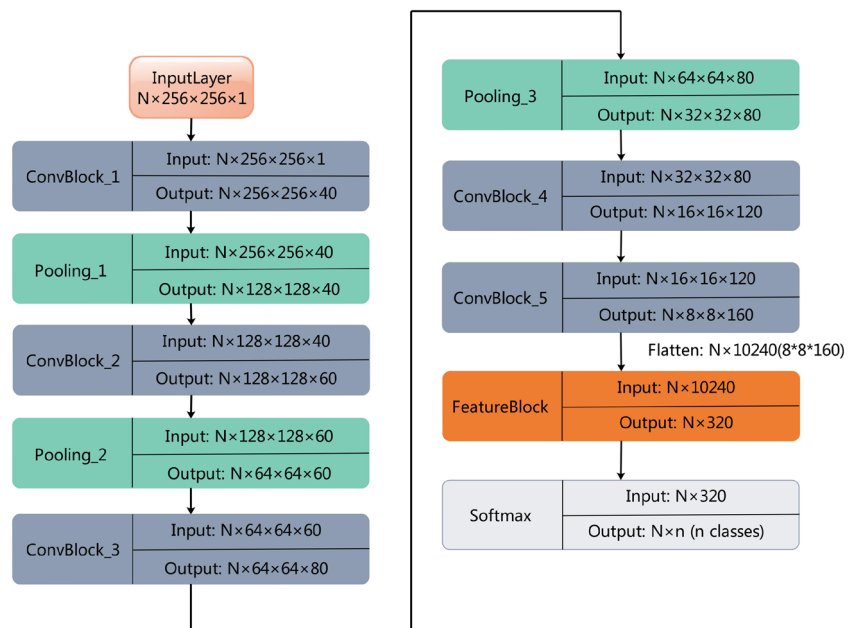 InputLayer
N×256×256×1
ConvBlock_1
Input: N×256×256×1
Output: N×256×256×40
Pooling_1
Input: N×256×256×40
Output: N×128×128×40
ConvBlock_2
Input: N×128×128×40
Output: N×128×128×60
Pooling_2
Input: N×128×128×60
Output: N×64×64×60
ConvBlock_3
Input: N×64×64×60
Output: N×64×64×80
Pooling_3
Input: N×64×64×80
Output: N×32×32×80
ConvBlock_4
Input: N×32×32×80
Output: N×16×16×120
ConvBlock_5
Input: N×16×16×120
Output: N×8×8×160
Flatten: N×10240(8*8*160)
FeatureBlock
Input: N×10240
Output: N×320
Softmax
Input: N×320
Output: N×n (n classes)